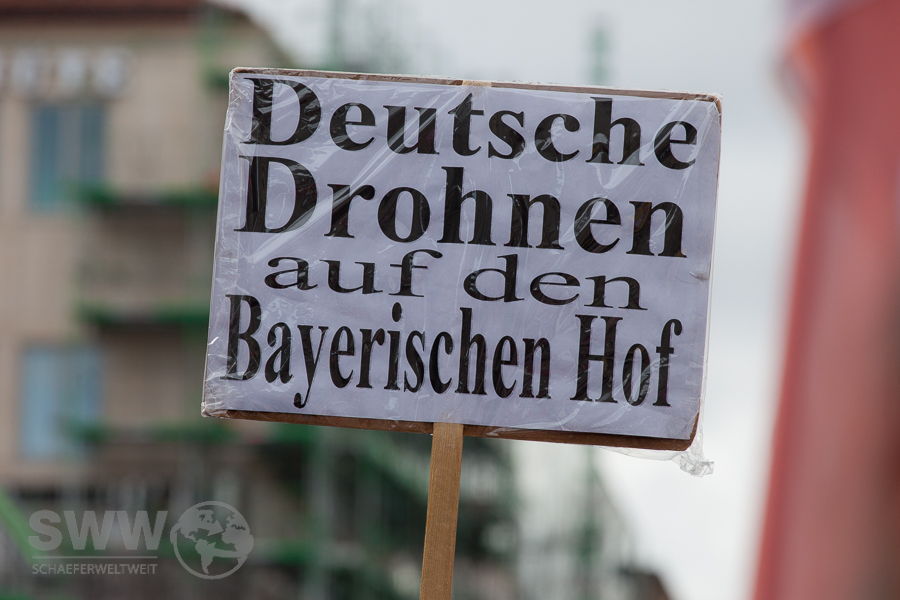 Deutsche
Drohnen
auf den
Bayerischen Hof
SWW
SCHAEFERWELTWEIT